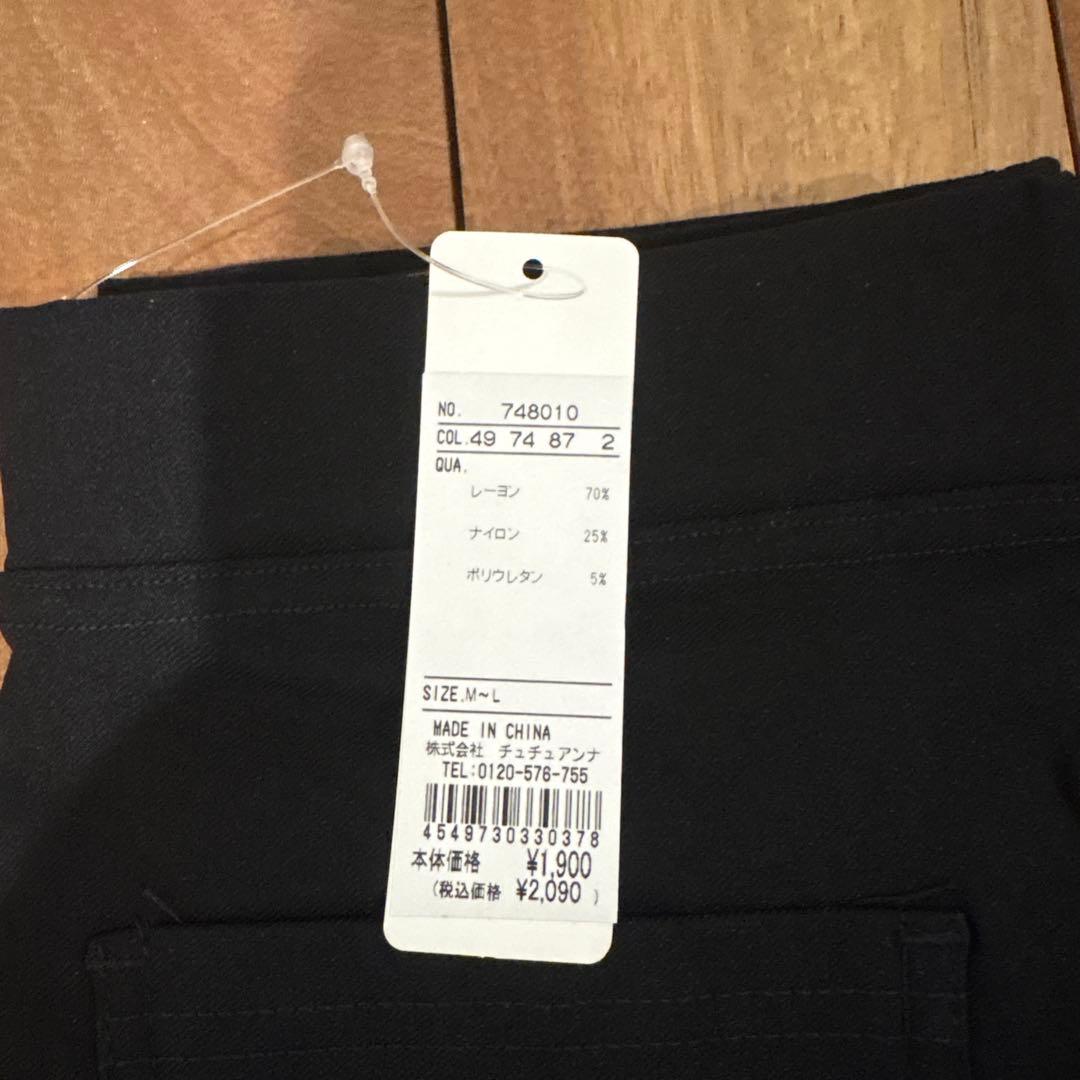 NO. 748010
COL.49 74 87 2
QUA.
レーヨン 70%
ナイロン 25%
ポリウレタン 5%
SIZE.M~L
MADE IN CHINA
株式会社 チュチュアンナ
TEL:0120-576-755
4549730330378
本体価格 ¥1,900
(税込価格 ¥2,090)